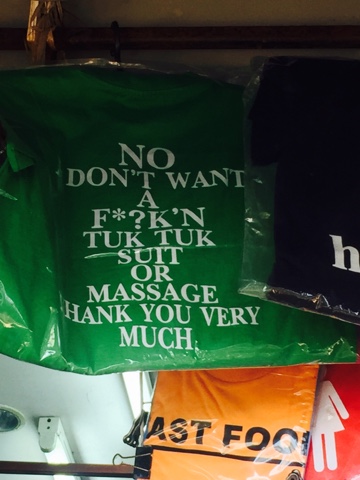 NO
DON'T WANT
A
F*?K'N
TUK TUK
SUIT
OR
MASSAGE
HANK YOU VERY
MUCH.
h
AST FOO